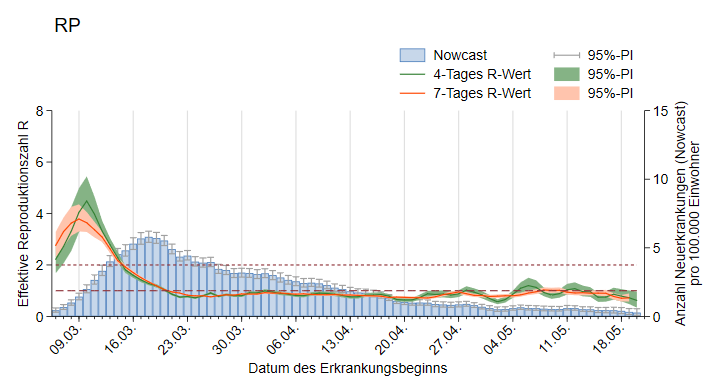 RP
Nowcast 95%-PI
4-Tages R-Wert 95%-PI
7-Tages R-Wert 95%-PI
Effektive Reproduktionszahl R
8
6
4
2
0
15
10
5
0
Anzahl Neuerkrankungen (Nowcast)
pro 100.000 Einwohner
09.03. 16.03. 23.03. 30.03. 06.04. 13.04. 20.04. 27.04. 04.05. 11.05. 18.05.
Datum des Erkrankungsbeginns